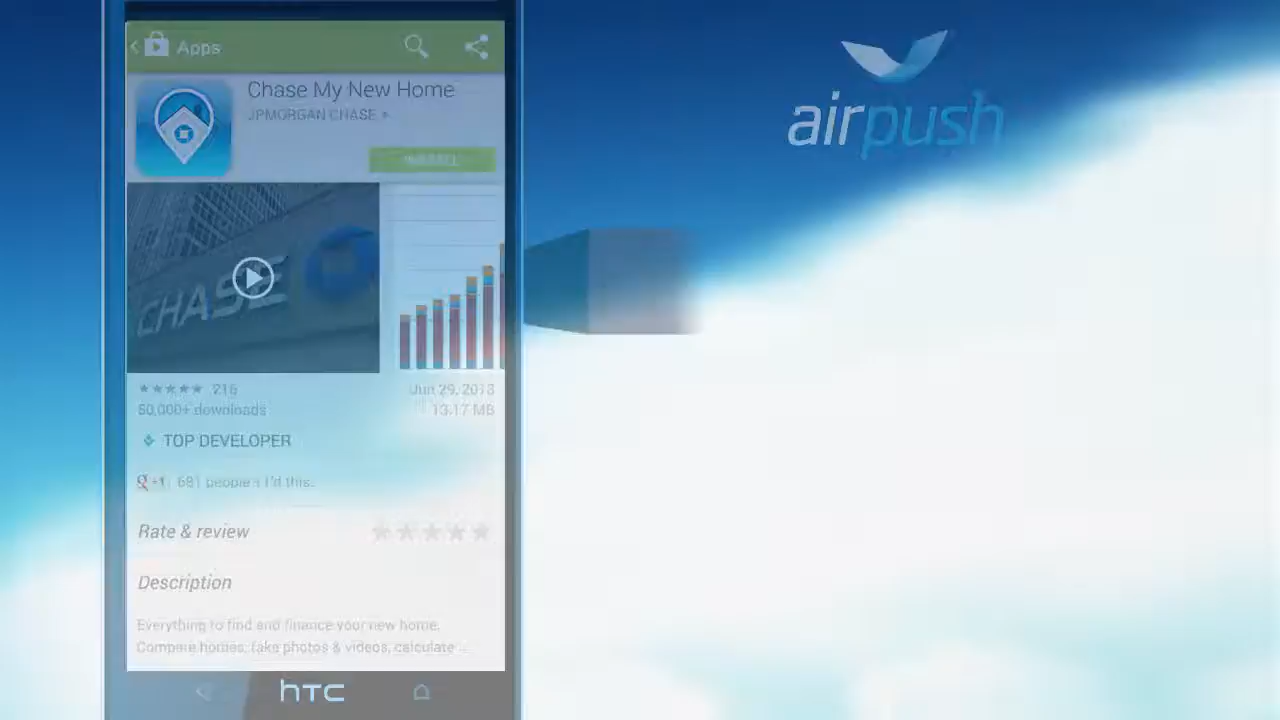 Apps
Chase My New Home
JPMORGAN CHASE
INSTALL
CHASE
216
50,000+ downloads
Jun 29, 2013
13.17 MB
TOP DEVELOPER
g +1
681 people +1'd this.
Rate & review
Description
Everything to find and finance your new home.
Compare homes, take photos & videos, calculate ...
htc
airpush